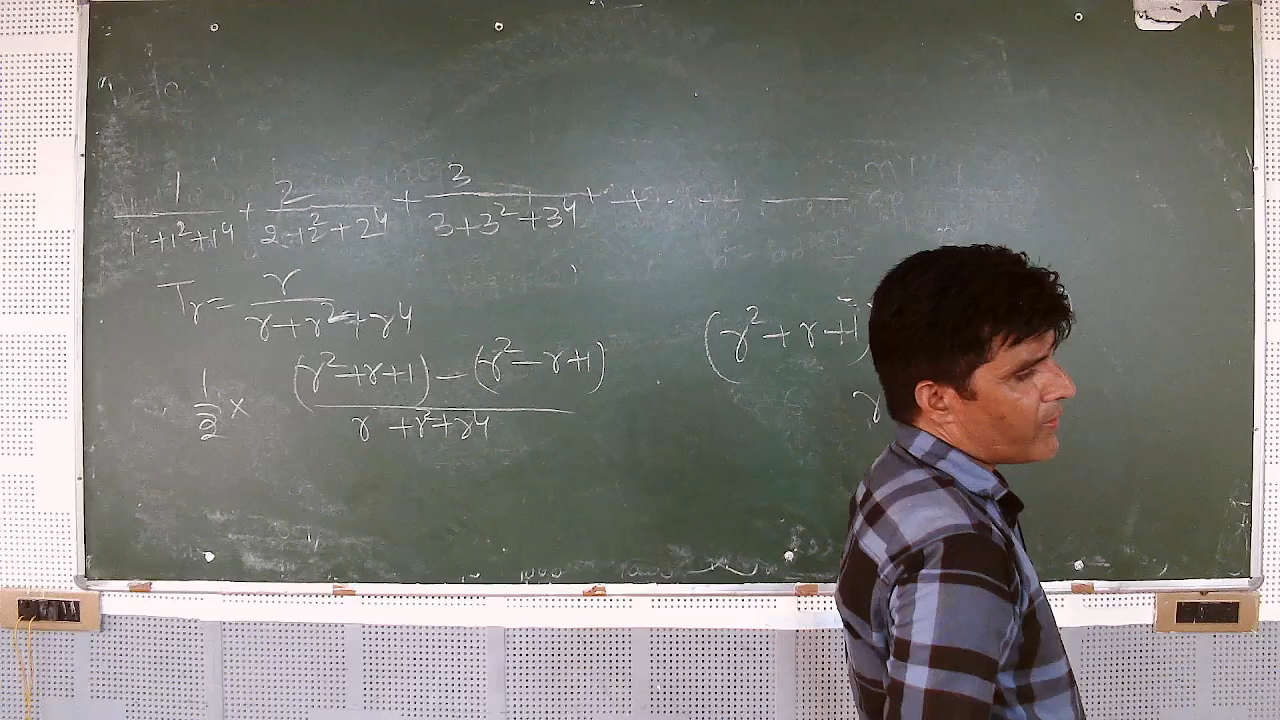 1/(1+1²+1⁴) + 2/(2+2²+2⁴) + 3/(3+3²+3⁴) + + - - -
Tᵣ = r/(r+r²+r⁴)
(r²+r+1)
1/2 × ((r²+r+1) - (r²-r+1))/(r+r²+r⁴)
r